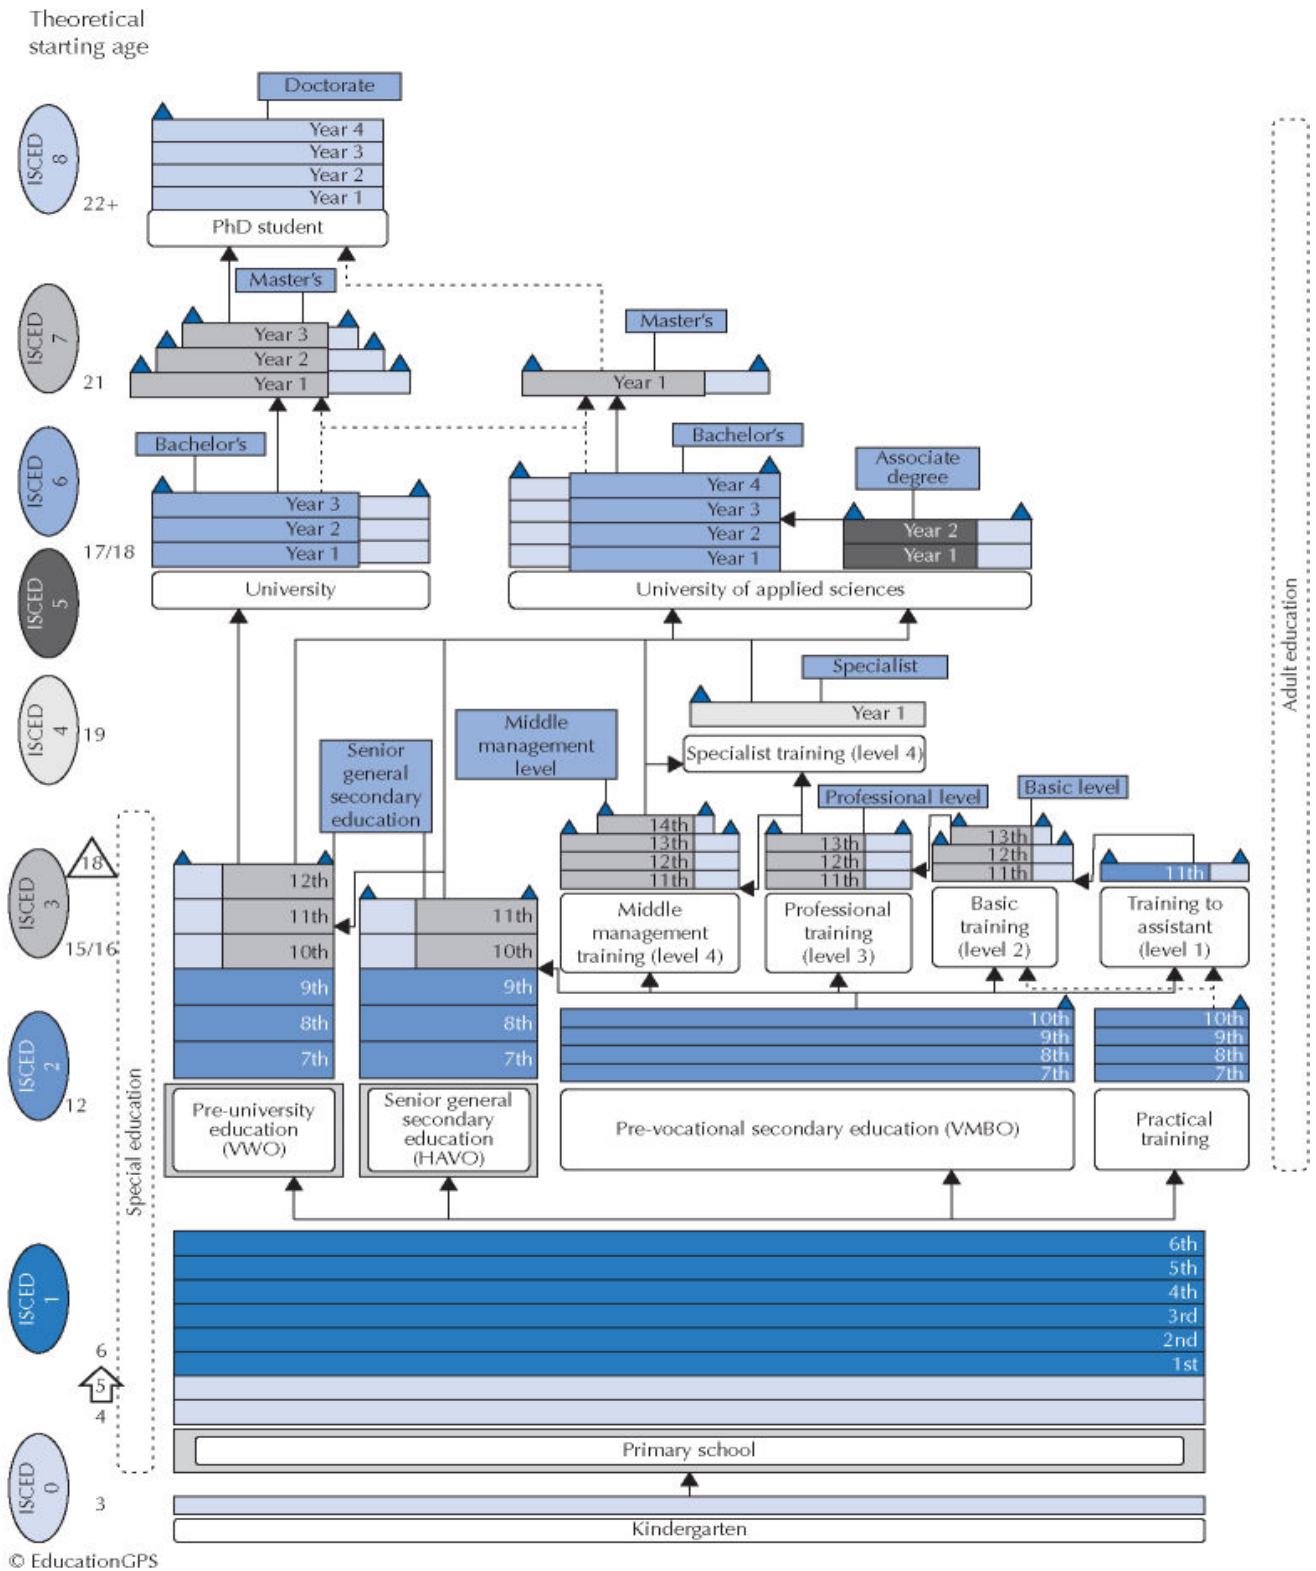 Theoretical
starting age
Doctorate
ISCED
8
Year 4
Year 3
Year 2
Year 1
22+
PhD student
Master's
ISCED
7
Year 3
Year 2
Year 1
21
Master's
Year 1
Bachelor's
ISCED
6
Year 3
Year 2
Year 1
17/18
University
Bachelor's
Year 4
Year 3
Year 2
Year 1
Associate
degree
Year 2
Year 1
University of applied sciences
ISCED
5
ISCED
4
19
Specialist
Year 1
Specialist training (level 4)
Middle
management
level
Senior
general
secondary
education
Professional level
Basic level
ISCED
3
18
15/16
12th
11th
10th
9th
8th
7th
11th
10th
9th
8th
7th
14th
13th
12th
11th
Middle
management
training (level 4)
13th
12th
11th
Professional
training
(level 3)
13th
12th
11th
Basic
training
(level 2)
11th
Training to
assistant
(level 1)
ISCED
2
12
10th
9th
8th
7th
10th
9th
8th
7th
Pre-university
education
(VWO)
Senior general
secondary
education
(HAVO)
Pre-vocational secondary education (VMBO)
Practical
training
Special education
Adult education
ISCED
1
6th
5th
4th
3rd
2nd
1st
6
5
4
Primary school
ISCED
0
3
Kindergarten
© EducationGPS